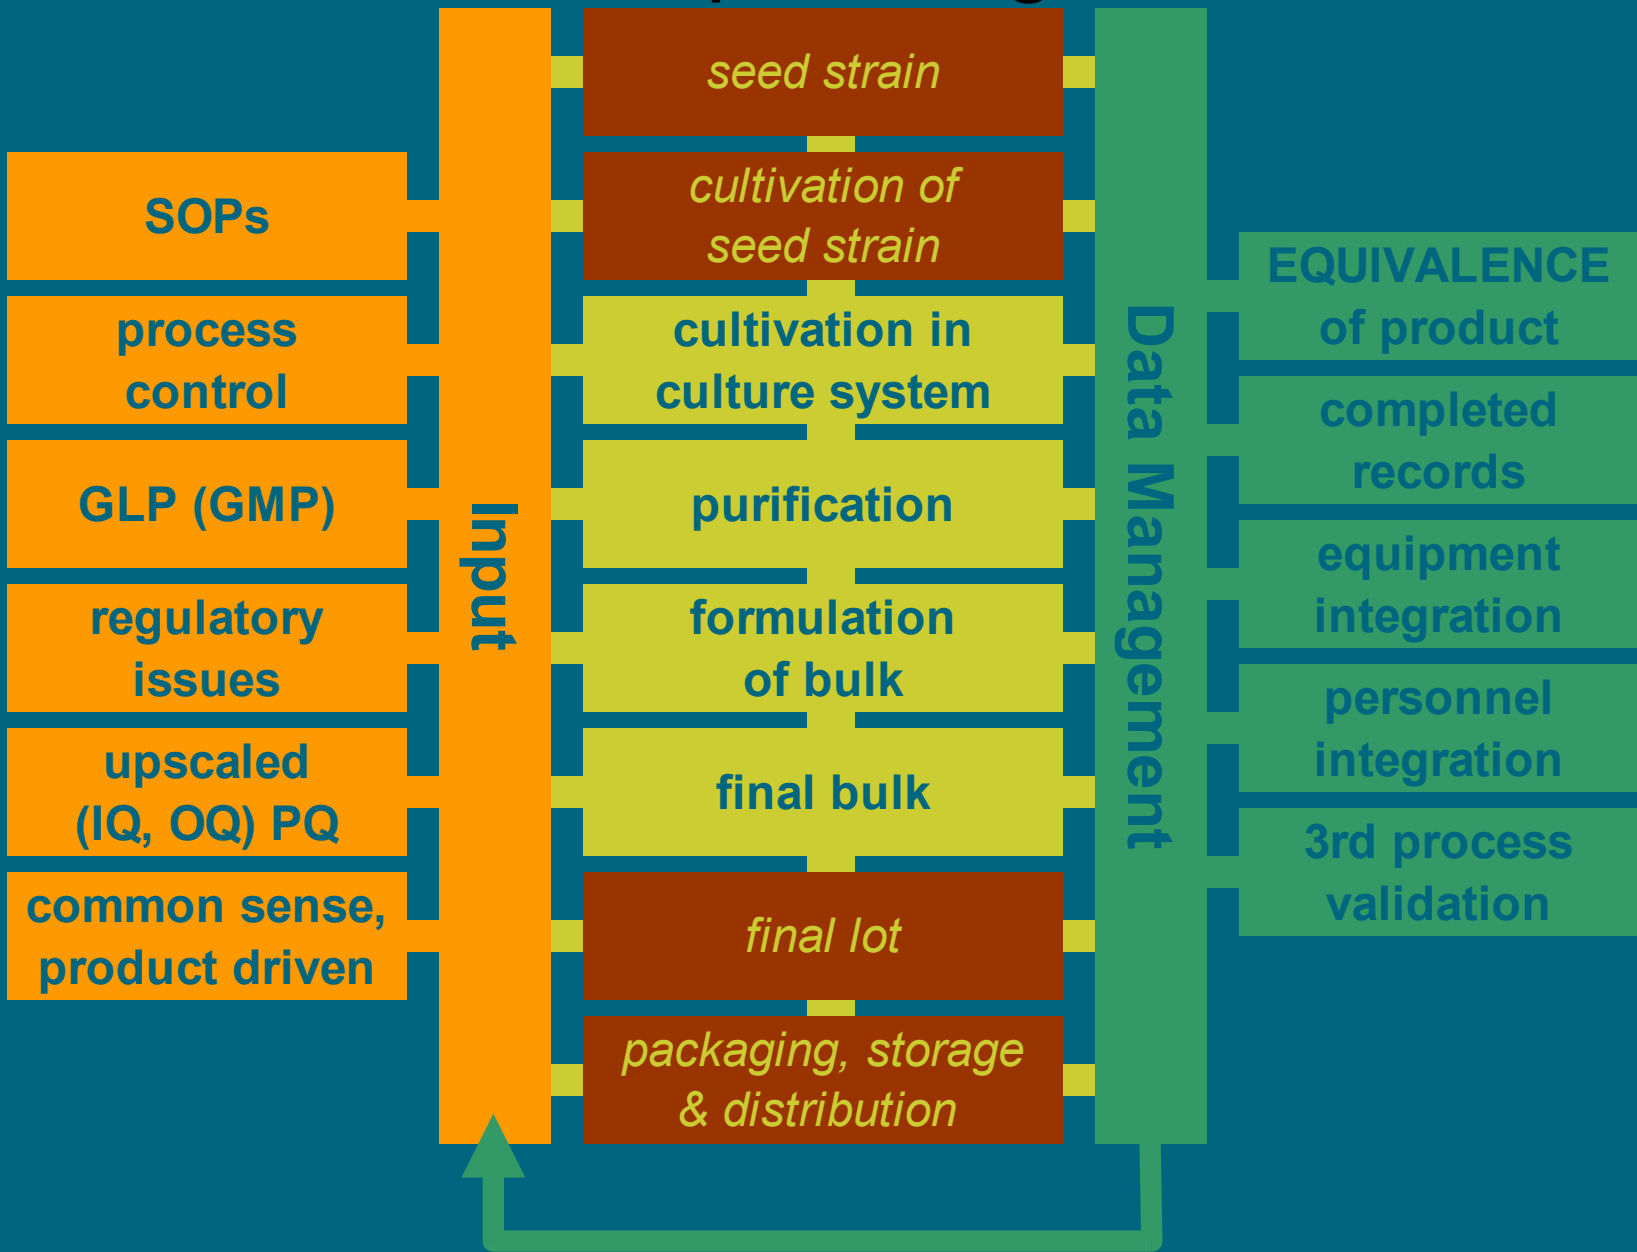 seed strain
SOPs
cultivation of
seed strain
process
control
cultivation in
culture system
GLP (GMP)
purification
regulatory
issues
formulation
of bulk
upscaled
(IQ, OQ) PQ
final bulk
common sense,
product driven
final lot
packaging, storage
& distribution
Input
Data Management
EQUIVALENCE
of product
completed
records
equipment
integration
personnel
integration
3rd process
validation